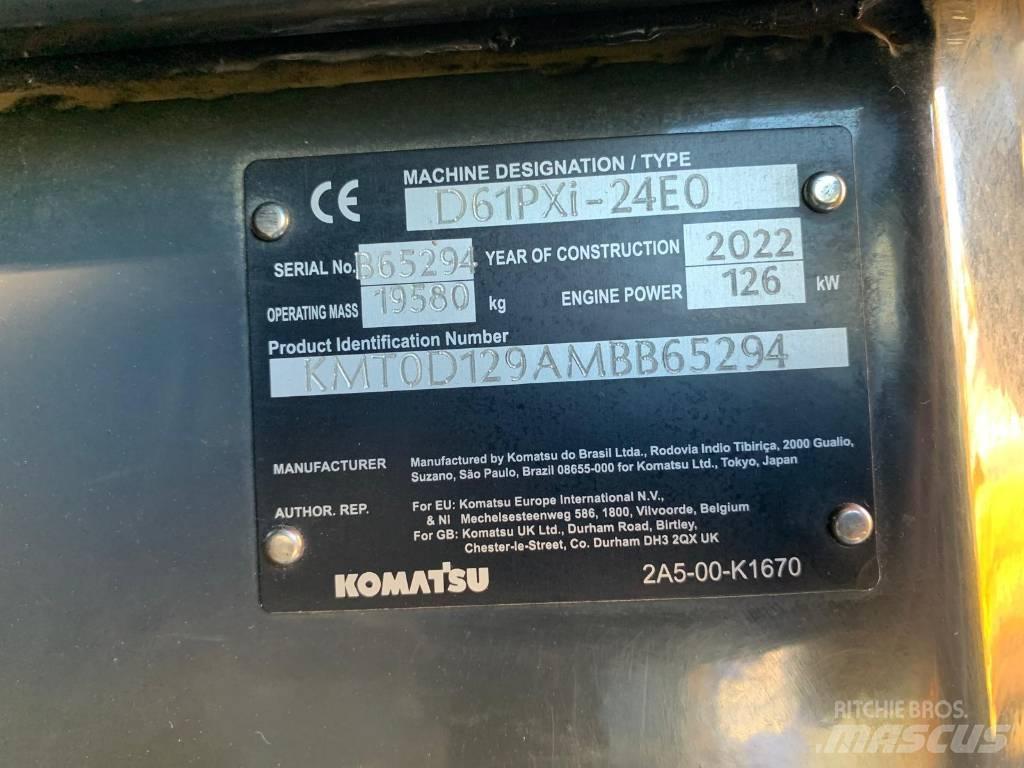 CE
MACHINE DESIGNATION / TYPE
D61PXi-24E0
SERIAL No. B65294 YEAR OF CONSTRUCTION 2022
OPERATING MASS 19580 kg ENGINE POWER 126 kW
Product Identification Number
KMT0D129AMBB65294
MANUFACTURER Manufactured by Komatsu do Brasil Ltda., Rodovia Indio Tibiriça, 2000 Gualio,
Suzano, São Paulo, Brazil 08655-000 for Komatsu Ltd., Tokyo, Japan
AUTHOR. REP. For EU: Komatsu Europe International N.V.,
& NI Mechelsesteenweg 586, 1800, Vilvoorde, Belgium
For GB: Komatsu UK Ltd., Durham Road, Birtley,
Chester-le-Street, Co. Durham DH3 2QX UK
KOMATSU 2A5-00-K1670
RITCHIE BROS.
MASCUS